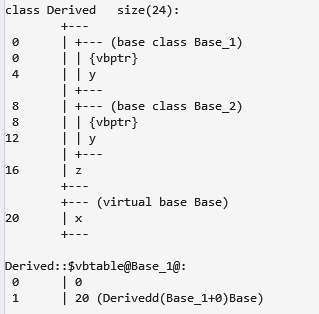 class Derived   size(24):
        +---
 0      | +--- (base class Base_1)
 0      | | {vbptr}
 4      | | y
        | +---
 8      | +--- (base class Base_2)
 8      | | {vbptr}
12      | | y
        | +---
16      | z
        +---
        +--- (virtual base Base)
20      | x
        +---

Derived::$vbtable@Base_1@:
 0      | 0
 1      | 20 (Derivedd(Base_1+0)Base)